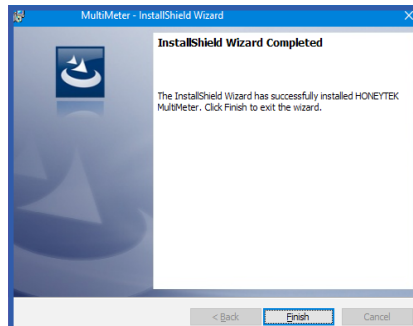 MultiMeter - InstallShield Wizard
InstallShield Wizard Completed
The InstallShield Wizard has successfully installed HONEYTEK
MultiMeter. Click Finish to exit the wizard.
< Back
Finish
Cancel